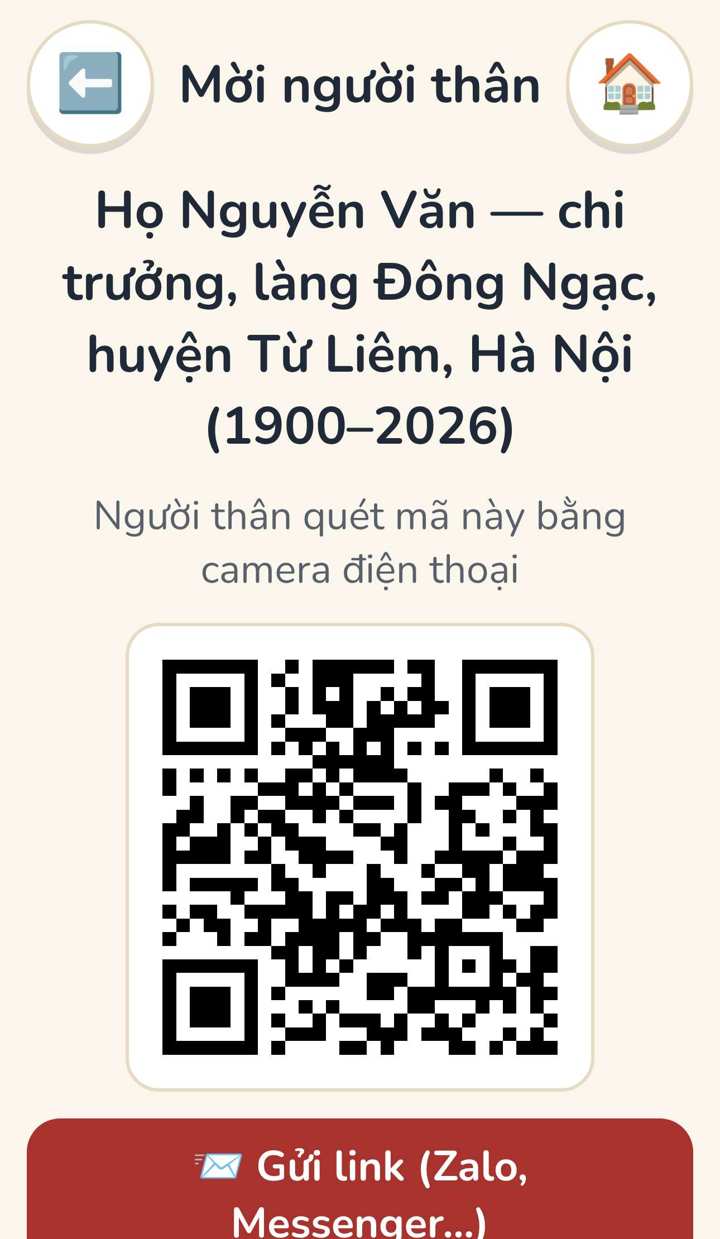 Mời người thân
Họ Nguyễn Văn — chi
trưởng, làng Đông Ngạc,
huyện Từ Liêm, Hà Nội
(1900–2026)
Người thân quét mã này bằng
camera điện thoại
Gửi link (Zalo,
Messenger...)